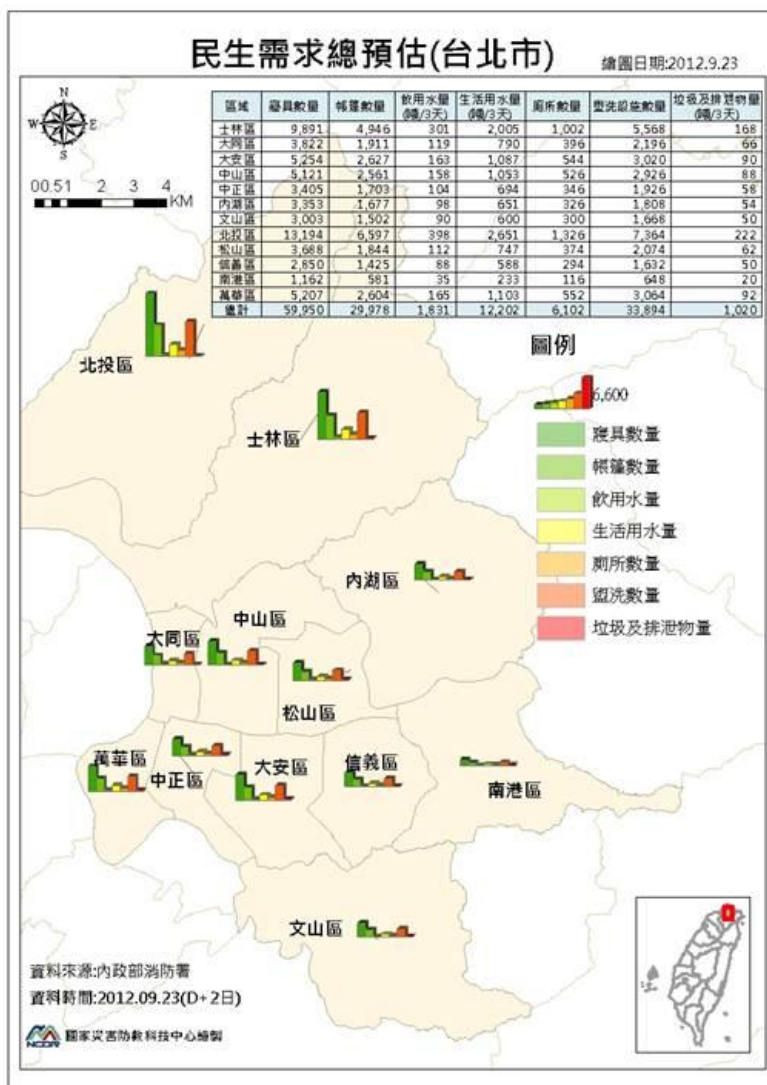 民生需求總預估(台北市)
繪圖日期:2012.9.23
N
W E
S
00.51 2 3 4
KM
區域 寢具數量 帳篷數量 飲用水量(噸/3天) 生活用水量(噸/3天) 廁所數量 盥洗設施數量 垃圾及排泄物量(噸/3天)
士林區 9,891 4,946 301 2,005 1,002 5,568 168
大同區 3,822 1,911 119 790 396 2,196 66
大安區 5,254 2,627 163 1,087 544 3,020 90
中山區 5,121 2,561 158 1,053 526 2,926 88
中正區 3,405 1,703 104 694 346 1,926 58
內湖區 3,353 1,677 98 651 326 1,808 54
文山區 3,003 1,502 90 600 300 1,668 50
北投區 13,194 6,597 398 2,651 1,326 7,364 222
松山區 3,688 1,844 112 747 374 2,074 62
信義區 2,850 1,425 88 588 294 1,632 50
南港區 1,162 581 35 233 116 648 20
萬華區 5,207 2,604 165 1,103 552 3,064 92
總計 59,950 29,978 1,831 12,202 6,102 33,894 1,020
圖例
6,600
寢具數量
帳篷數量
飲用水量
生活用水量
廁所數量
盥洗數量
垃圾及排泄物量
北投區
士林區
內湖區
中山區
大同區
松山區
萬華區
中正區
大安區
信義區
南港區
文山區
資料來源:內政部消防署
資料時間:2012.09.23(D+2日)
NCDR 國家災害防救科技中心繪製